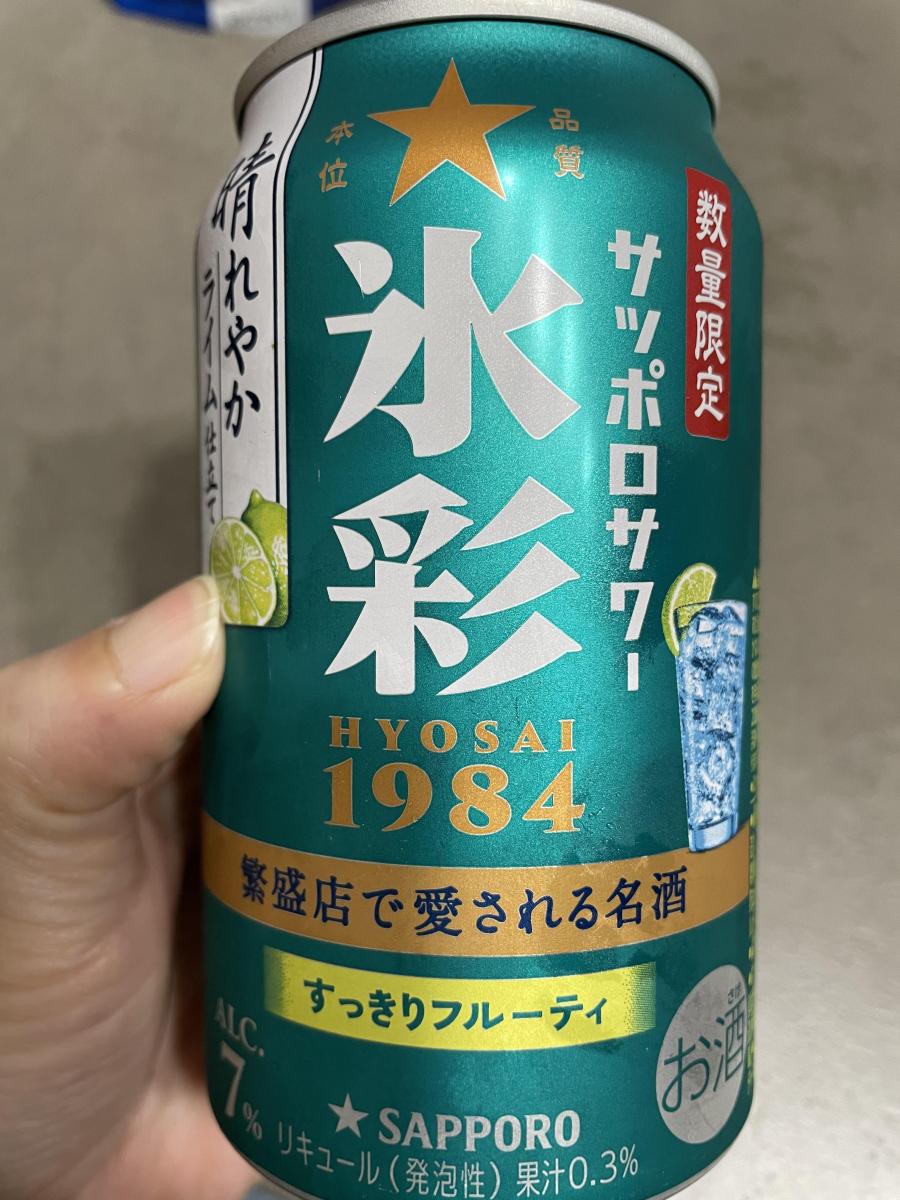 品質
本位
数量限定
サッポロサワー
氷彩
HYOSAI
1984
晴れやか
ライム仕立て
繁盛店で愛される名酒
すっきりフルーティ
ALC.
7%
お酒
SAPPORO
リキュール(発泡性) 果汁0.3%